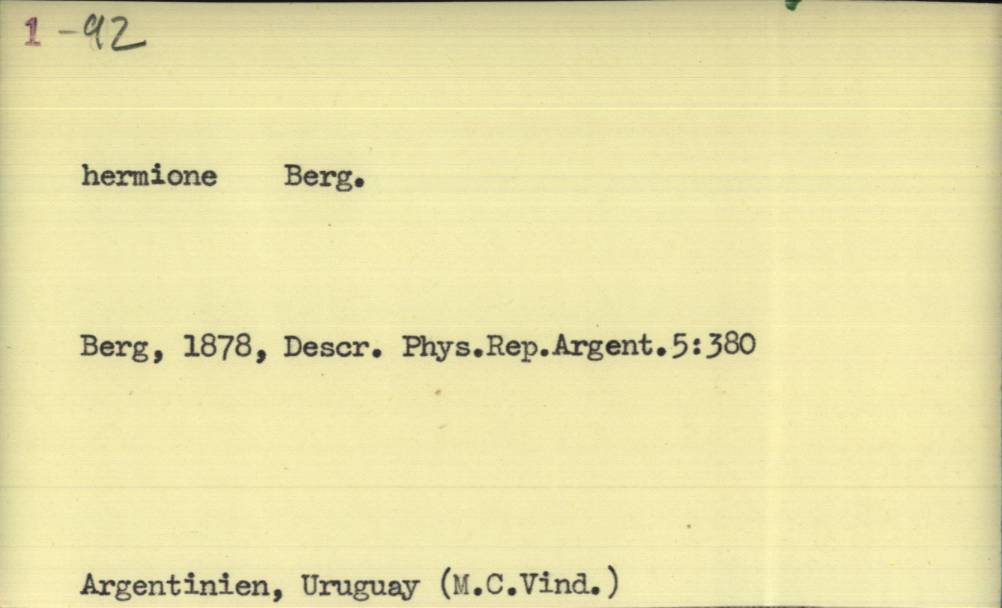 1-92
hermione Berg.
Berg, 1878, Descr. Phys.Rep.Argent.5:380
Argentinien, Uruguay (M.C.Vind.)